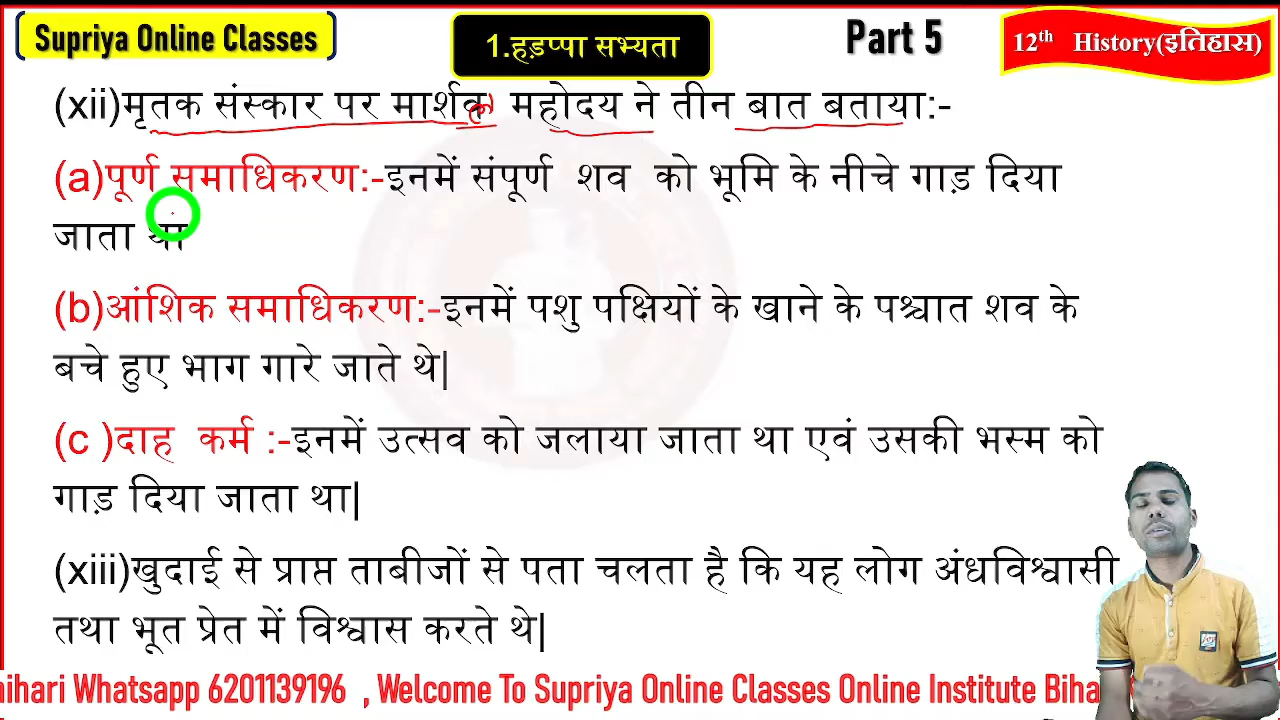 Supriya Online Classes
1.हड़प्पा सभ्यता
Part 5
12th History(इतिहास)
(xii)मृतक संस्कार पर मार्शल महोदय ने तीन बात बताया:-
(a)पूर्ण समाधिकरण:-इनमें संपूर्ण शव को भूमि के नीचे गाड़ दिया
जाता था
(b)आंशिक समाधिकरण:-इनमें पशु पक्षियों के खाने के पश्चात शव के
बचे हुए भाग गारे जाते थे|
(c )दाह कर्म :-इनमें उत्सव को जलाया जाता था एवं उसकी भस्म को
गाड़ दिया जाता था|
(xiii)खुदाई से प्राप्त ताबीजों से पता चलता है कि यह लोग अंधविश्वासी
तथा भूत प्रेत में विश्वास करते थे|
Whatsapp 6201139196 , Welcome To Supriya Online Classes Online Institute